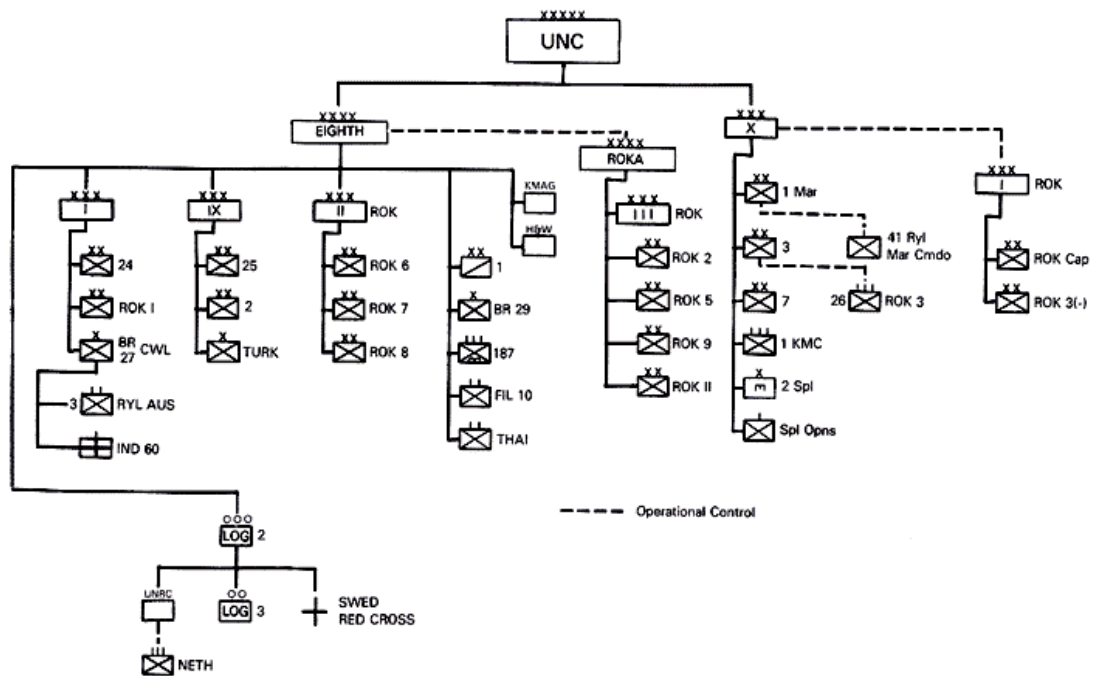 XXXXX
UNC
XXXX
EIGHTH
XXXX
ROKA
XXX
X
XXX
I
ROK
XXX
I
XXX
IX
XXX
II
ROK
KMAG
H&W
XXX
III
ROK
XX
24
XX
ROK I
X
BR
27
CWL
3
RYL AUS
IND 60
XX
25
XX
2
X
TURK
XX
ROK 6
XX
ROK 7
XX
ROK 8
XX
1
X
BR 29
187
FIL 10
THAI
XX
ROK 2
XX
ROK 5
XX
ROK 9
XX
ROK II
XX
1 Mar
41 Ryl
Mar Cmdo
XX
3
26
ROK 3
XX
7
1 KMC
X
E
2 Spl
Spl Opns
XX
ROK Cap
XX
ROK 3(-)
Operational Control
LOG
2
UNRC
LOG
3
SWED
RED CROSS
NETH